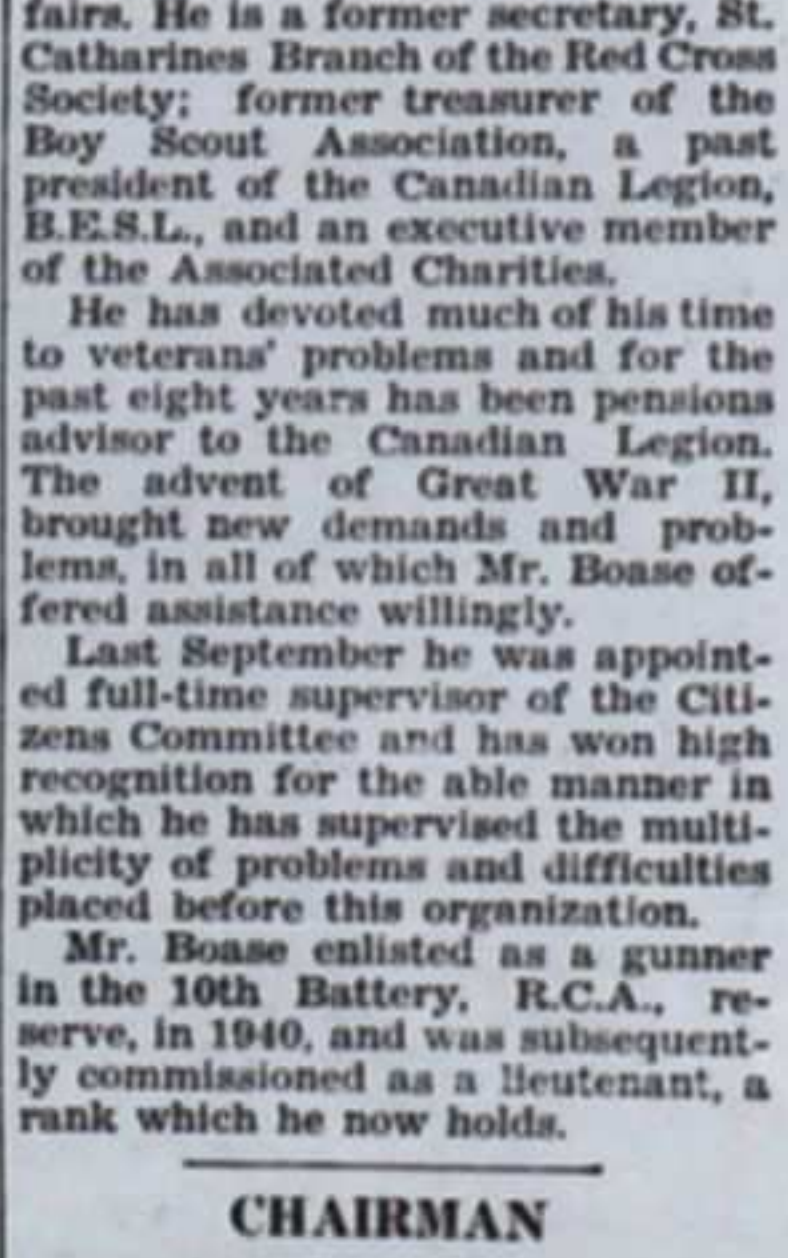 fairs. He is a former secretary, St.
Catharines Branch of the Red Cross
Society; former treasurer of the
Boy Scout Association, a past
president of the Canadian Legion,
B.E.S.L., and an executive member
of the Associated Charities.
He has devoted much of his time
to veterans' problems and for the
past eight years has been pensions
advisor to the Canadian Legion.
The advent of Great War II,
brought new demands and prob-
lems, in all of which Mr. Boase of-
fered assistance willingly.
Last September he was appoint-
ed full-time supervisor of the Citi-
zens Committee and has won high
recognition for the able manner in
which he has supervised the multi-
plicity of problems and difficulties
placed before this organization.
Mr. Boase enlisted as a gunner
in the 10th Battery, R.C.A., re-
serve, in 1940, and was subsequent-
ly commissioned as a lieutenant, a
rank which he now holds.
CHAIRMAN